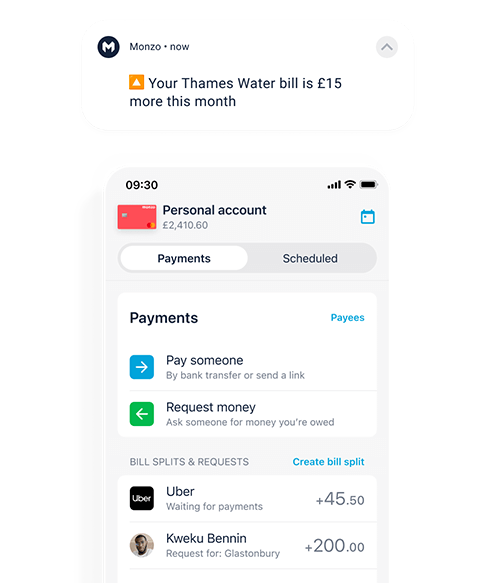 Monzo • now
🔼 Your Thames Water bill is £15
more this month
09:30
Monzo
Personal account
£2,410.60
Payments
Scheduled
Payments
Payees
Pay someone
By bank transfer or send a link
Request money
Ask someone for money you're owed
BILL SPLITS & REQUESTS
Create bill split
Uber
Uber
Waiting for payments
+45.50
Kweku Bennin
Request for: Glastonbury
+200.00